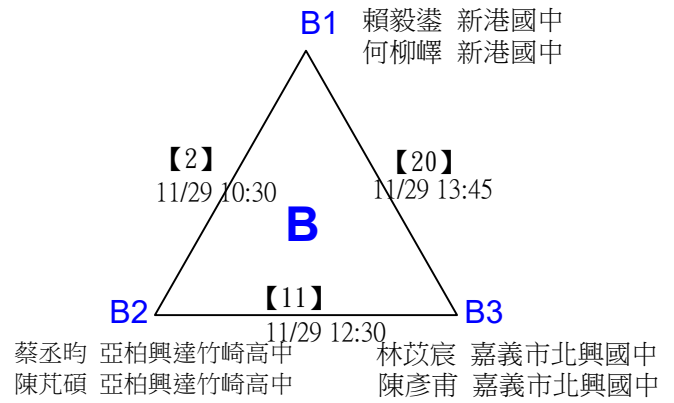 B1
賴毅鍙 新港國中
何柳嶧 新港國中
【2】
11/29 10:30
【20】
11/29 13:45
B
B2
【11】
11/29 12:30
B3
蔡丞昀 亞柏興達竹崎高中
陳芃碩 亞柏興達竹崎高中
林苡宸 嘉義市北興國中
陳彥甫 嘉義市北興國中